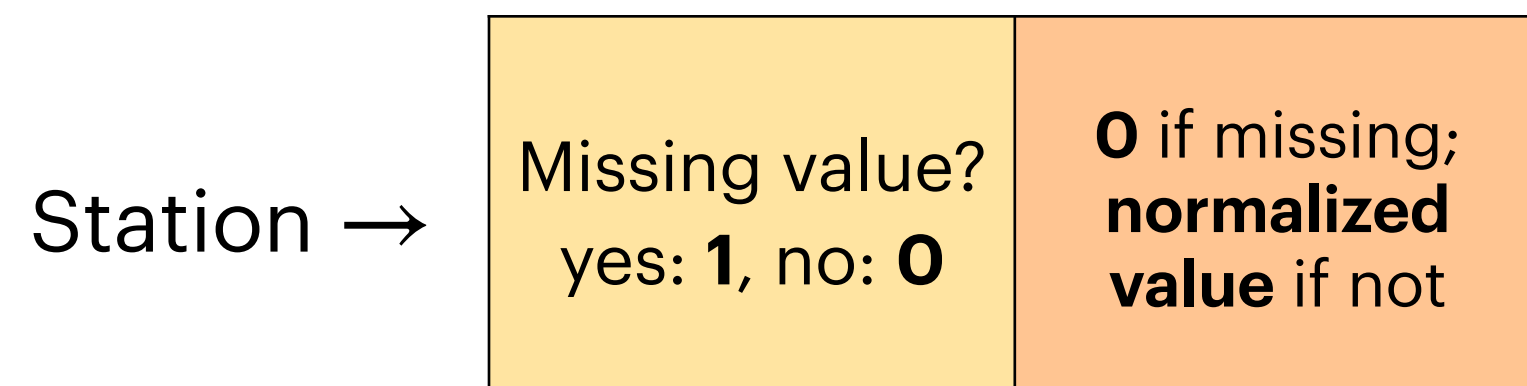 Station →
Missing value?
yes: 1, no: 0
0 if missing;
normalized
value if not